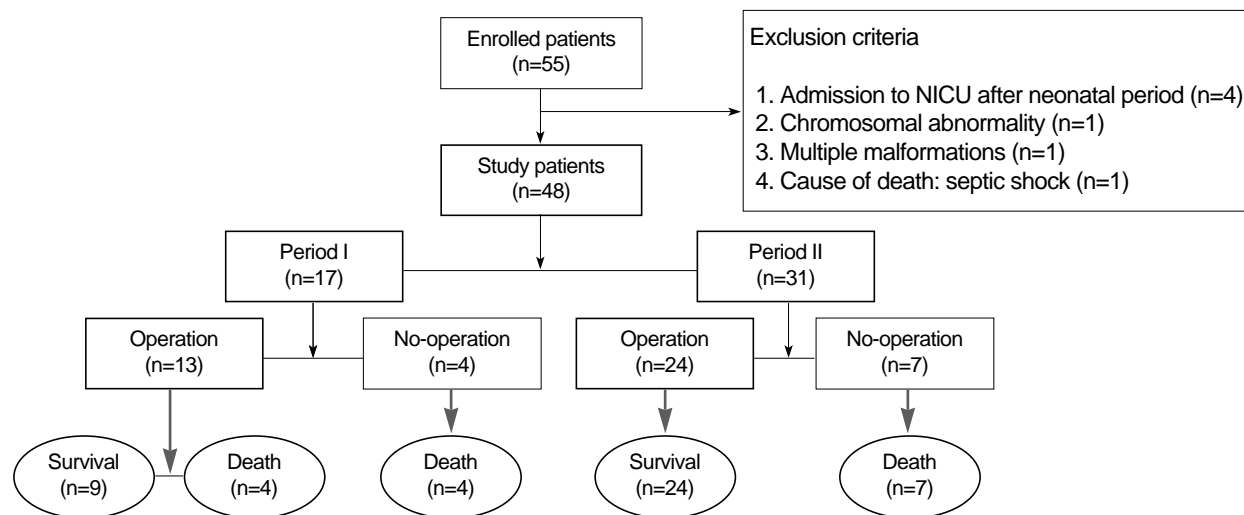 Enrolled patients
(n=55)
Exclusion criteria
1. Admission to NICU after neonatal period (n=4)
2. Chromosomal abnormality (n=1)
3. Multiple malformations (n=1)
4. Cause of death: septic shock (n=1)
Study patients
(n=48)
Period I
(n=17)
Period II
(n=31)
Operation
(n=13)
No-operation
(n=4)
Operation
(n=24)
No-operation
(n=7)
Survival
(n=9)
Death
(n=4)
Death
(n=4)
Survival
(n=24)
Death
(n=7)